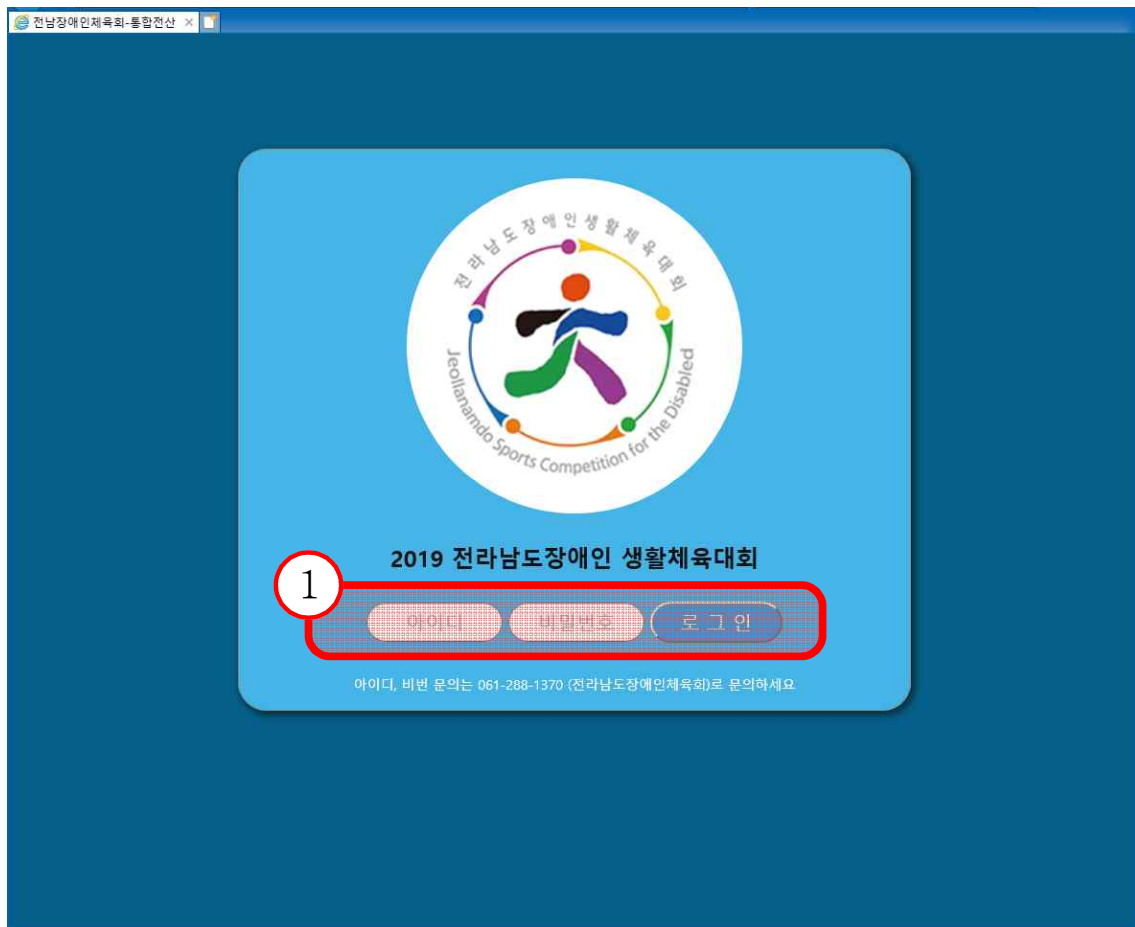 전남장애인체육회-통합전산
전라남도장애인생활체육대회
Jeollanamdo Sports Competition for the Disabled
2019 전라남도장애인 생활체육대회
1
아이디 비밀번호 로그인
아이디, 비번 문의는 061-288-1370 (전라남도장애인체육회)로 문의하세요